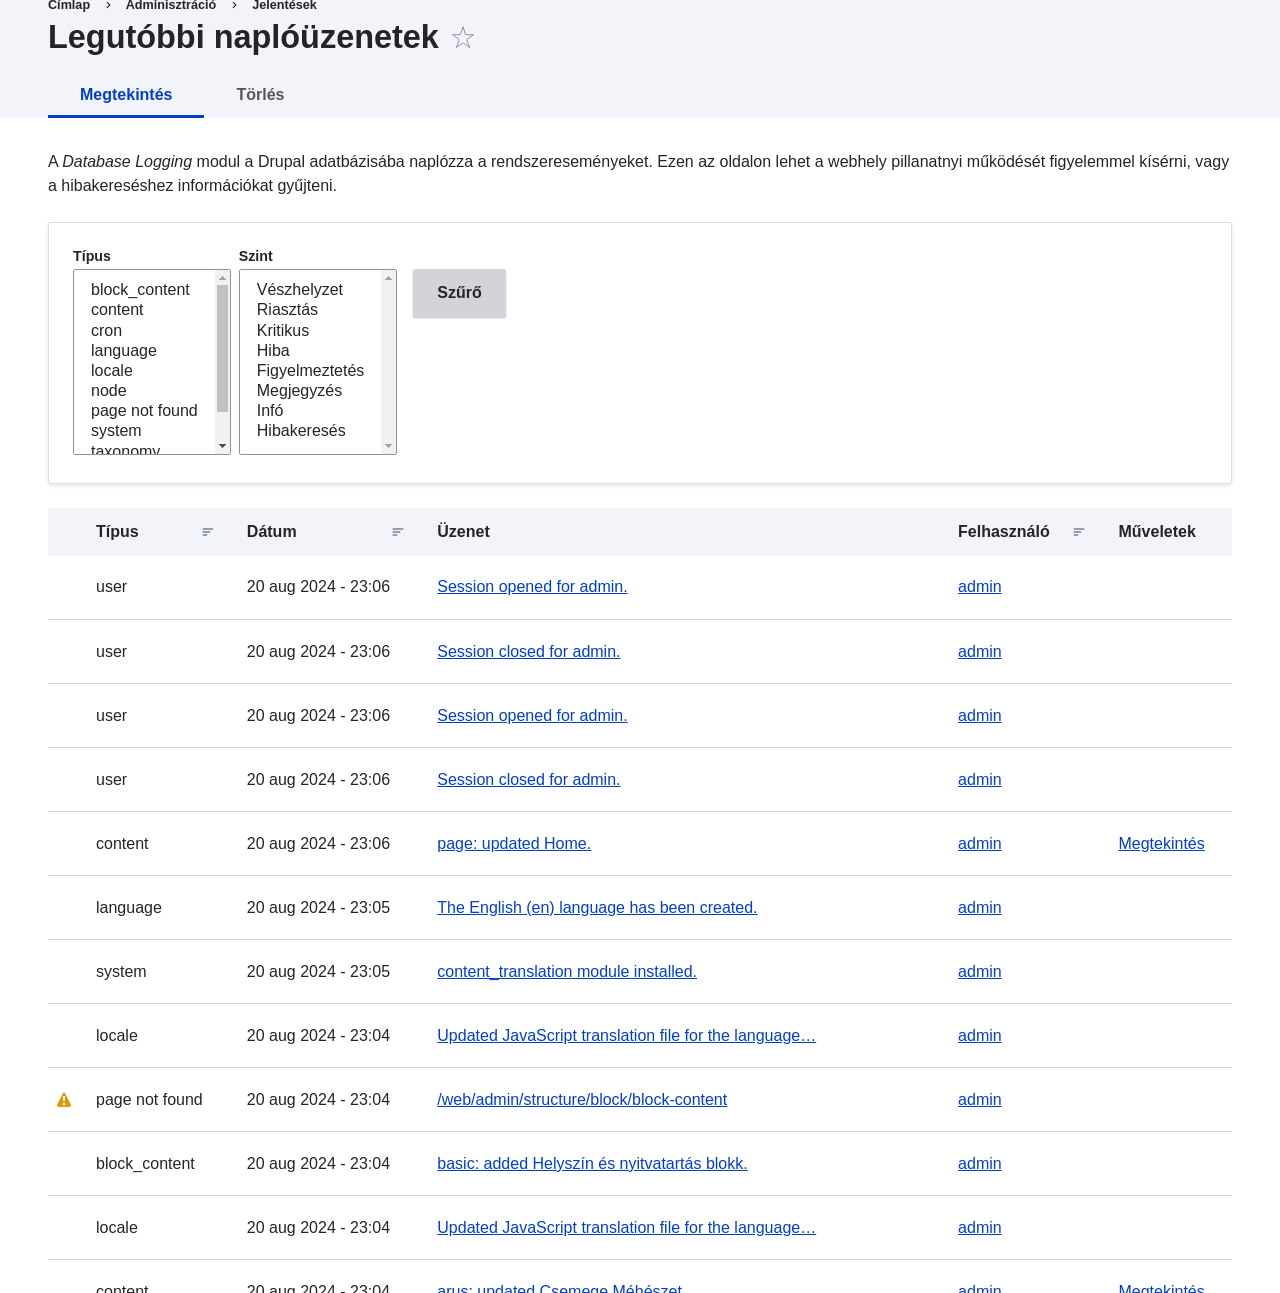 Címlap Adminisztráció Jelentések
Legutóbbi naplóüzenetek
Megtekintés Törlés
A Database Logging modul a Drupal adatbázisába naplózza a rendszereseményeket. Ezen az oldalon lehet a webhely pillanatnyi működését figyelemmel kísérni, vagy
a hibakereséshez információkat gyűjteni.
Típus Szint
block_content Vészhelyzet Szűrő
content Riasztás
cron Kritikus
language Hiba
locale Figyelmeztetés
node Megjegyzés
page not found Infó
system Hibakeresés
taxonomy
Típus Dátum Üzenet Felhasználó Műveletek
user 20 aug 2024 - 23:06 Session opened for admin. admin
user 20 aug 2024 - 23:06 Session closed for admin. admin
user 20 aug 2024 - 23:06 Session opened for admin. admin
user 20 aug 2024 - 23:06 Session closed for admin. admin
content 20 aug 2024 - 23:06 page: updated Home. admin Megtekintés
language 20 aug 2024 - 23:05 The English (en) language has been created. admin
system 20 aug 2024 - 23:05 content_translation module installed. admin
locale 20 aug 2024 - 23:04 Updated JavaScript translation file for the language… admin
page not found 20 aug 2024 - 23:04 /web/admin/structure/block/block-content admin
block_content 20 aug 2024 - 23:04 basic: added Helyszín és nyitvatartás blokk. admin
locale 20 aug 2024 - 23:04 Updated JavaScript translation file for the language… admin
content 20 aug 2024 - 23:04 arus: updated Csemege Méhészet. admin Megtekintés